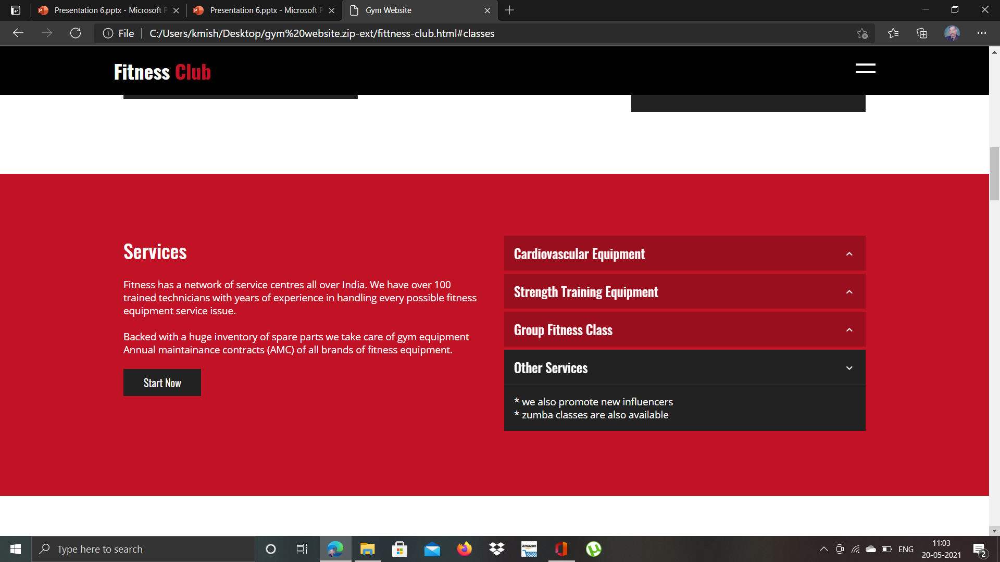 Presentation 6.pptx - Microsoft P
Presentation 6.pptx - Microsoft P
Gym Website
File
C:/Users/kmish/Desktop/gym%20website.zip-ext/fittness-club.html#classes
Fitness Club
Services
Fitness has a network of service centres all over India. We have over 100
trained technicians with years of experience in handling every possible fitness
equipment service issue.
Backed with a huge inventory of spare parts we take care of gym equipment
Annual maintainance contracts (AMC) of all brands of fitness equipment.
Start Now
Cardiovascular Equipment
Strength Training Equipment
Group Fitness Class
Other Services
* we also promote new influencers
* zumba classes are also available
Type here to search
amazon
ENG
11:03
20-05-2021
2